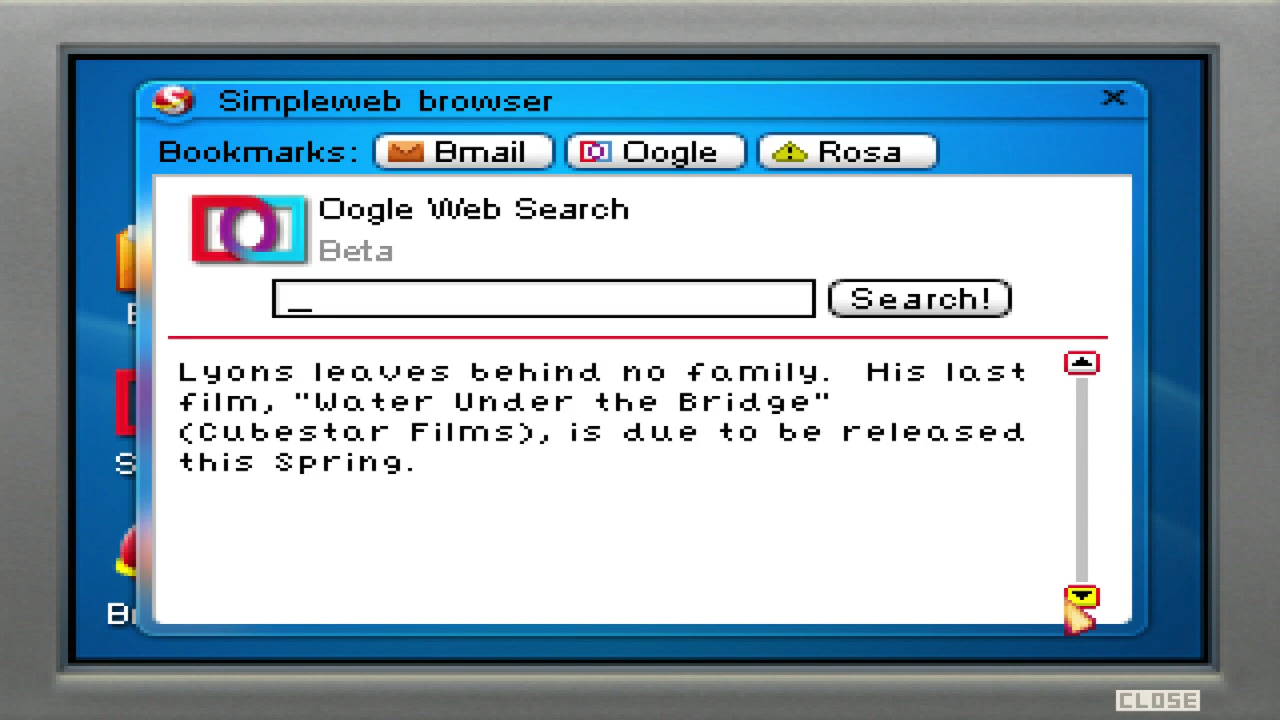 Simpleweb browser
Bookmarks: Bmail Oogle Rosa
Oogle Web Search
Beta
_ Search!
Lyons leaves behind no family. His last
film, "Water Under the Bridge"
(Cubestar Films), is due to be released
this Spring.
CLOSE